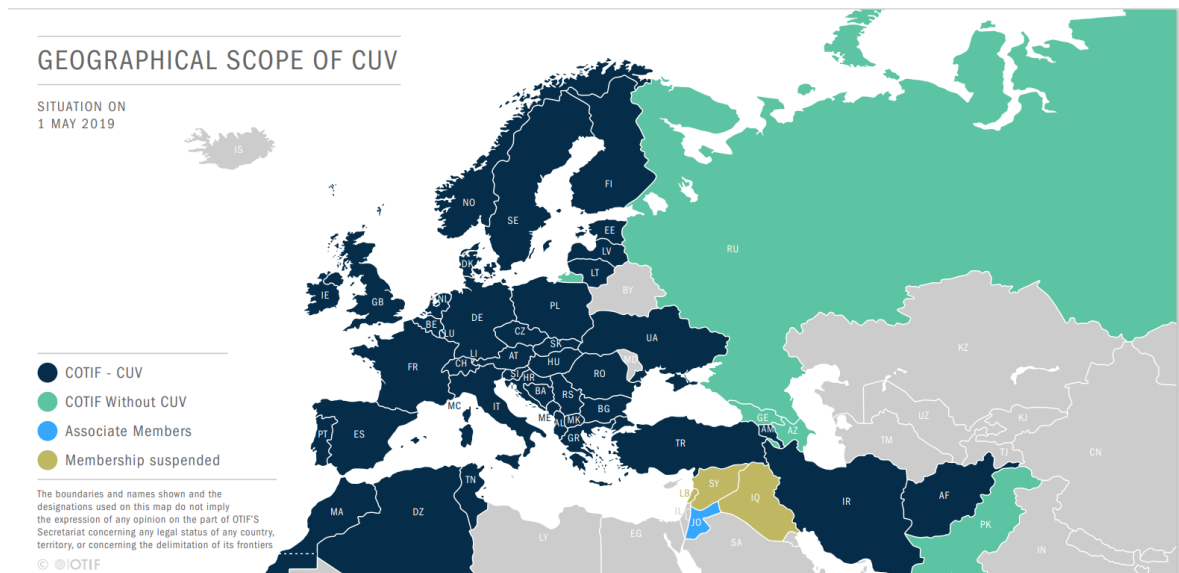 GEOGRAPHICAL SCOPE OF CUV
SITUATION ON
1 MAY 2019
IS
NO
SE
FI
RU
EE
LV
LT
DK
IE
GB
NL
BE
LU
DE
PL
BY
CZ
SK
UA
FR
LI
CH
AT
HU
SI
HR
RO
KZ
MC
IT
BA
RS
BG
ME
AL
MK
GR
PT
ES
TR
GE
AM
AZ
UZ
TM
KJ
TJ
CN
TN
MA
DZ
LY
EG
LB
SY
IL
JO
IQ
SA
IR
AF
PK
IN
COTIF - CUV
COTIF Without CUV
Associate Members
Membership suspended
The boundaries and names shown and the
designations used on this map do not imply
the expression of any opinion on the part of OTIF'S
Secretariat concerning any legal status of any country,
territory, or concerning the delimitation of its frontiers
© OTIF